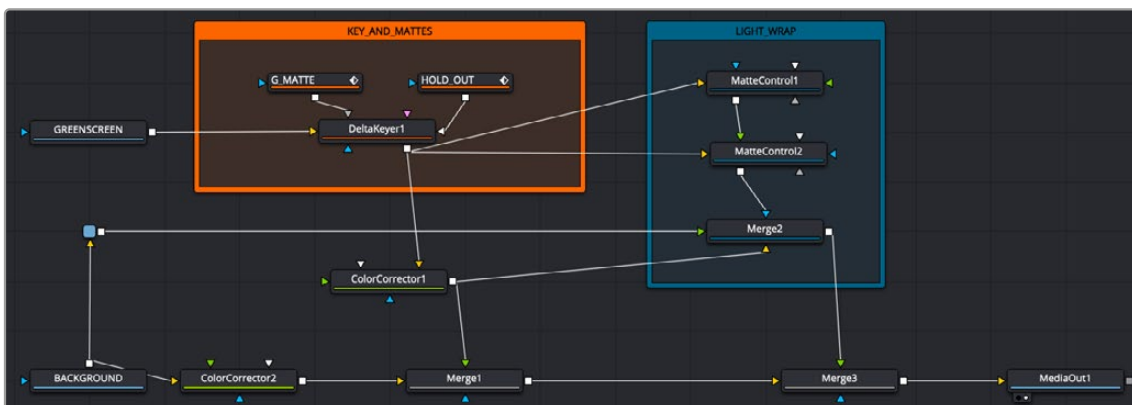 KEY_AND_MATTES
LIGHT_WRAP
G_MATTE
HOLD_OUT
MatteControl1
GREENSCREEN
DeltaKeyer1
MatteControl2
Merge2
ColorCorrector1
BACKGROUND
ColorCorrector2
Merge1
Merge3
MediaOut1